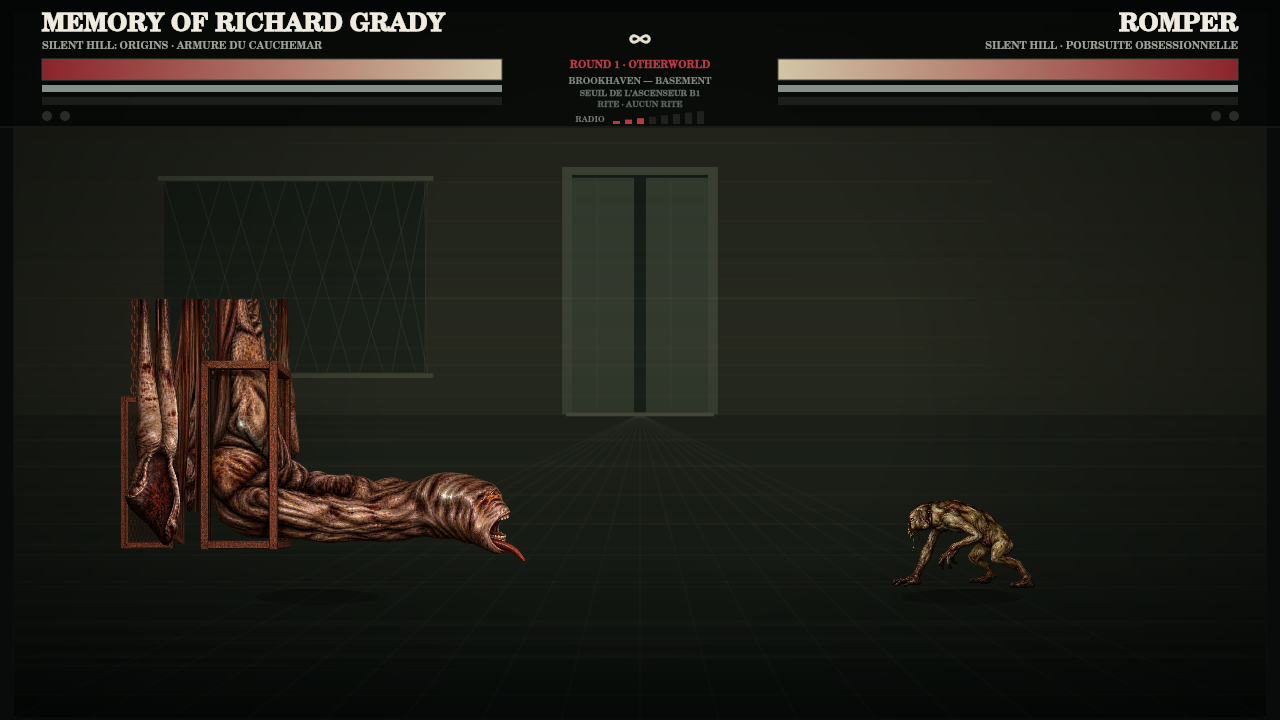 MEMORY OF RICHARD GRADY
SILENT HILL: ORIGINS · ARMURE DU CAUCHEMAR
∞
ROUND 1 · OTHERWORLD
BROOKHAVEN — BASEMENT
SEUIL DE L'ASCENSEUR B1
RITE · AUCUN RITE
RADIO
ROMPER
SILENT HILL · POURSUITE OBSESSIONNELLE